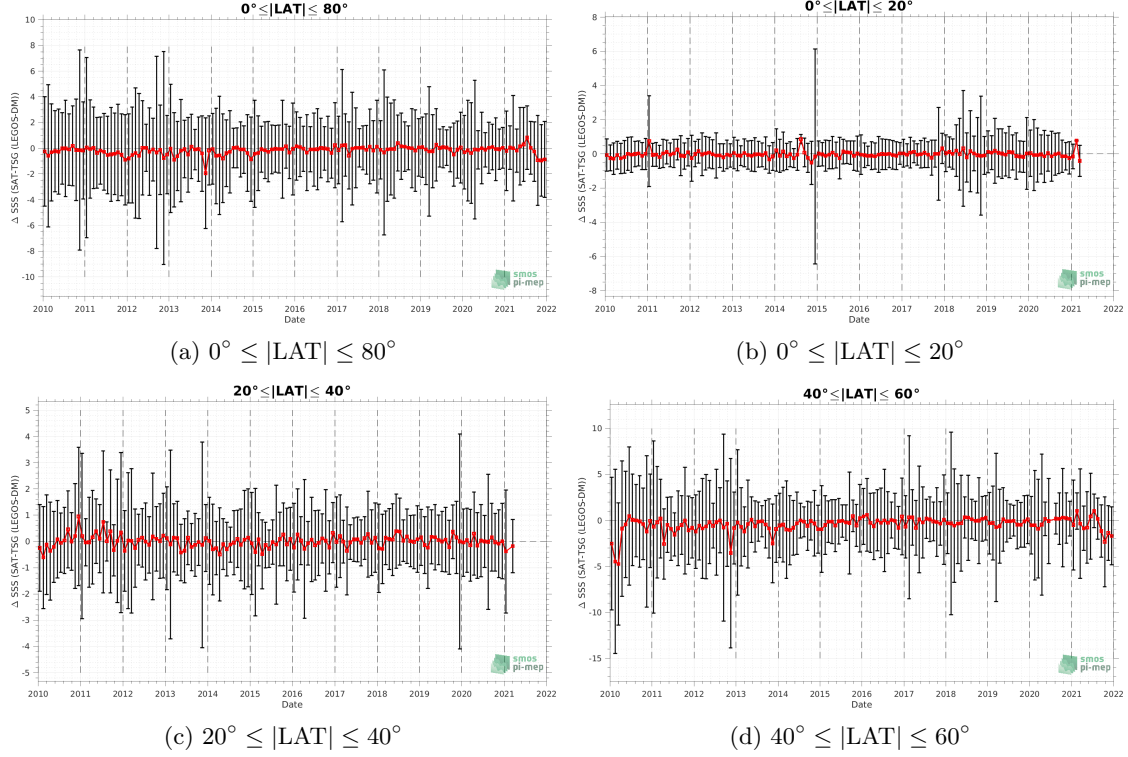 0°≤|LAT|≤ 80°
Δ SSS (SAT-TSG (LEGOS-DM))
10
8
6
4
2
0
-2
-4
-6
-8
-10
2010 2011 2012 2013 2014 2015 2016 2017 2018 2019 2020 2021 2022
Date
smos
pi-mep
(a) 0° ≤ |LAT| ≤ 80°
0°≤|LAT|≤ 20°
Δ SSS (SAT-TSG (LEGOS-DM))
8
6
4
2
0
-2
-4
-6
-8
2010 2011 2012 2013 2014 2015 2016 2017 2018 2019 2020 2021 2022
Date
smos
pi-mep
(b) 0° ≤ |LAT| ≤ 20°
20°≤|LAT|≤ 40°
Δ SSS (SAT-TSG (LEGOS-DM))
5
4
3
2
1
0
-1
-2
-3
-4
-5
2010 2011 2012 2013 2014 2015 2016 2017 2018 2019 2020 2021 2022
Date
smos
pi-mep
(c) 20° ≤ |LAT| ≤ 40°
40°≤|LAT|≤ 60°
Δ SSS (SAT-TSG (LEGOS-DM))
10
5
0
-5
-10
-15
2010 2011 2012 2013 2014 2015 2016 2017 2018 2019 2020 2021 2022
Date
smos
pi-mep
(d) 40° ≤ |LAT| ≤ 60°